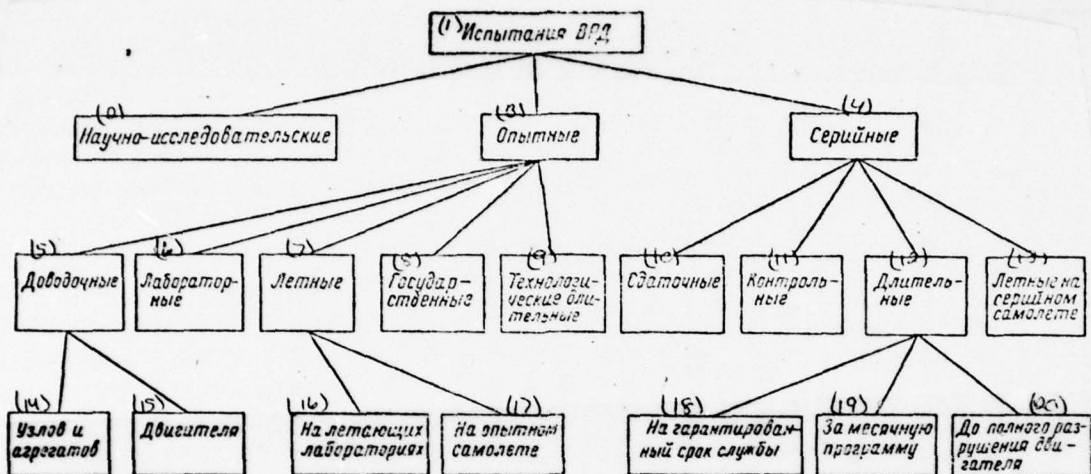 (1) Испытания ВРД
(2)
Научно-исследовательские
(3)
Опытные
(4)
Серийные
(5)
Доводочные
(6)
Лаборатор-
ные
(7)
Летные
(8)
Государ-
ственные
(9)
Технологи-
ческие дли-
тельные
(10)
Сдаточные
(11)
Контроль-
ные
(12)
Длитель-
ные
(13)
Летные на
серийном
самолете
(14)
Узлов и
агрегатов
(15)
Двигателя
(16)
На летающих
лабораториях
(17)
На опытном
самолете
(18)
На гарантирован-
ный срок службы
(19)
За месячную
программу
(20)
До полного раз-
рушения дви-
гателя